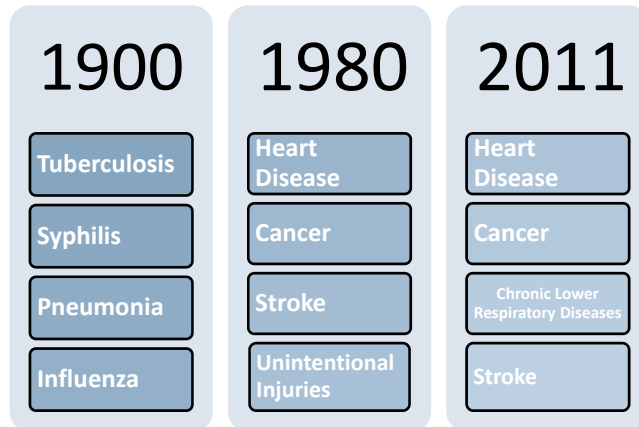 1900
Tuberculosis
Syphilis
Pneumonia
Influenza
1980
Heart
Disease
Cancer
Stroke
Unintentional
Injuries
2011
Heart
Disease
Cancer
Chronic Lower
Respiratory Diseases
Stroke